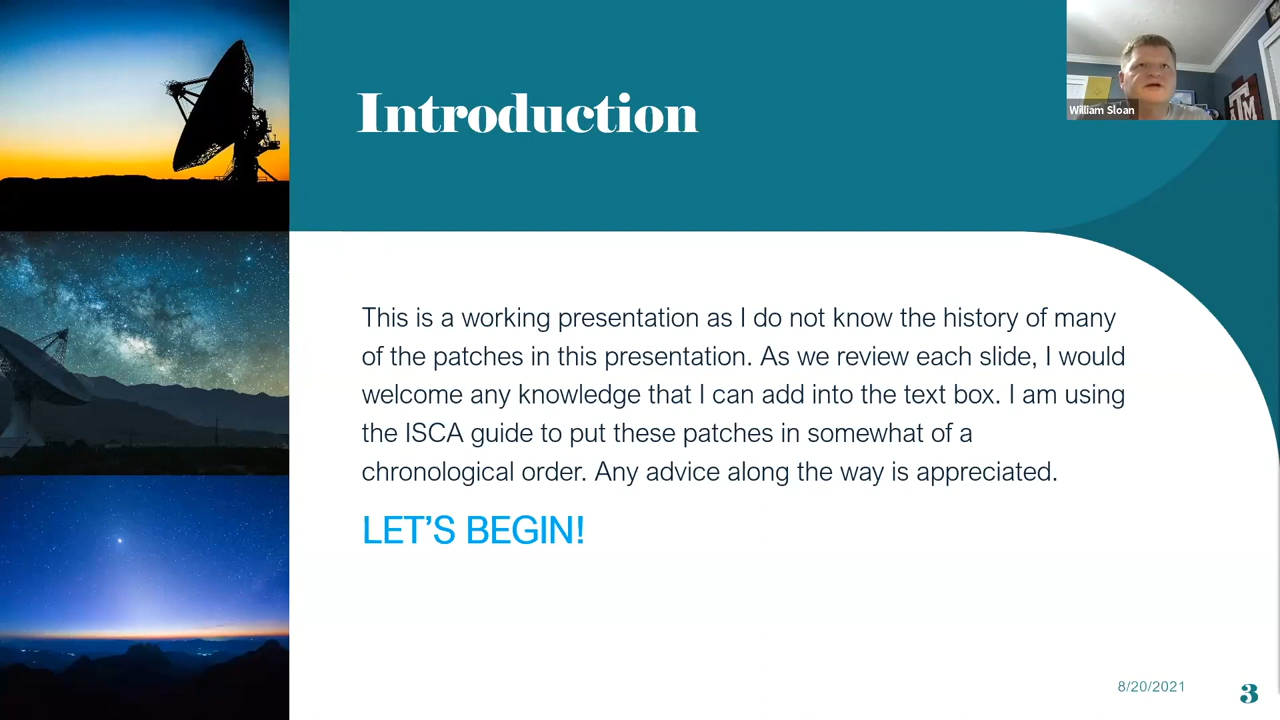 Introduction
William Sloan
This is a working presentation as I do not know the history of many
of the patches in this presentation. As we review each slide, I would
welcome any knowledge that I can add into the text box. I am using
the ISCA guide to put these patches in somewhat of a
chronological order. Any advice along the way is appreciated.
LET’S BEGIN!
8/20/2021
3